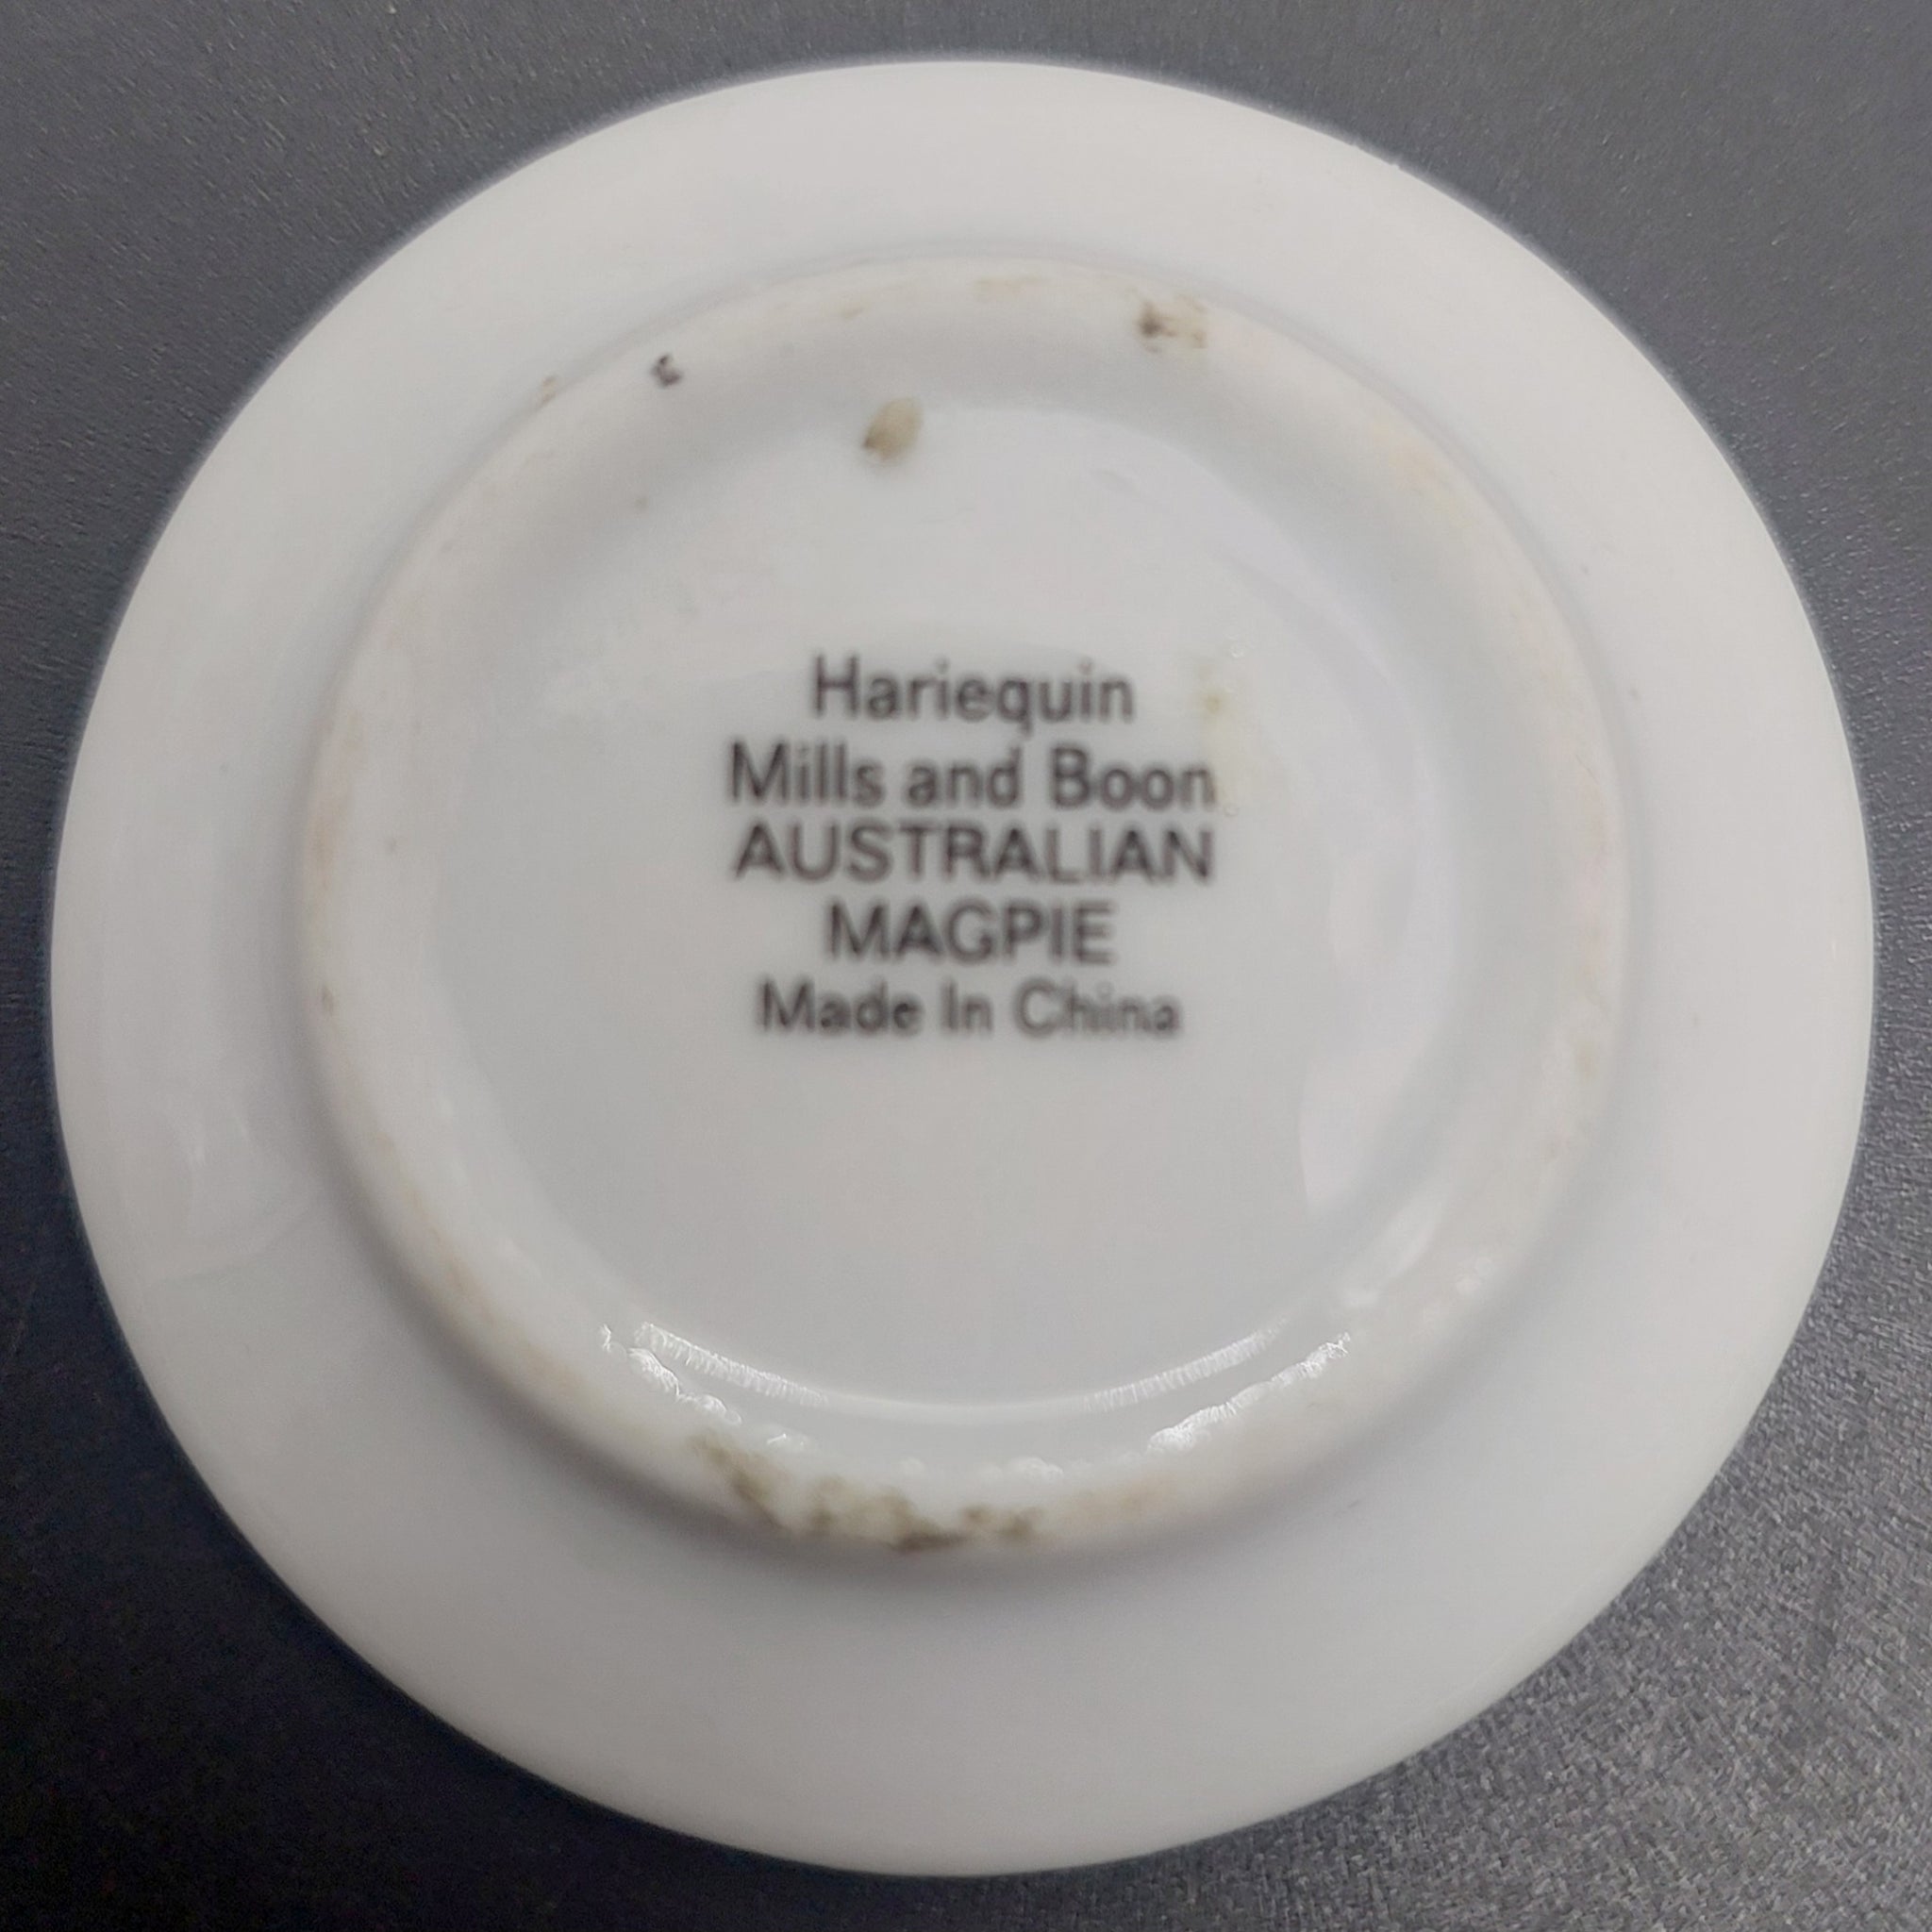 Hariequin
Mills and Boon
AUSTRALIAN
MAGPIE
Made In China